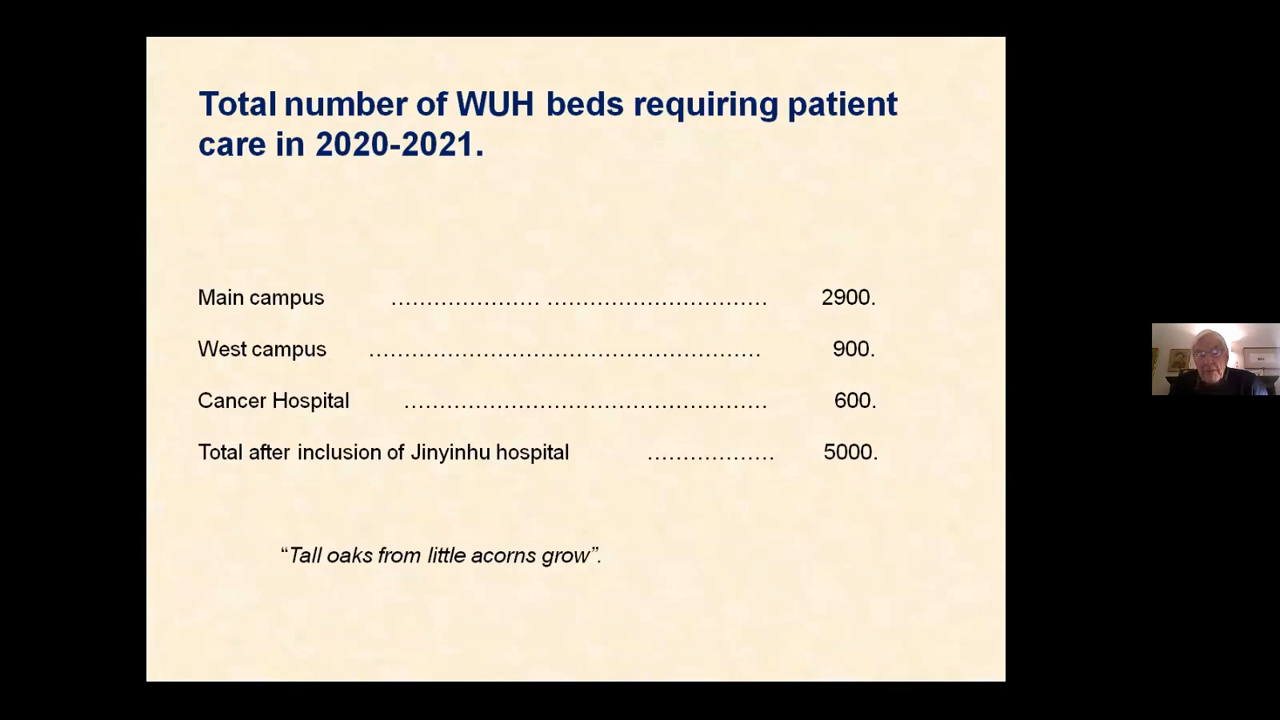 Total number of WUH beds requiring patient
care in 2020-2021.
Main campus ..................... ............................... 2900.
West campus ....................................................... 900.
Cancer Hospital ................................................... 600.
Total after inclusion of Jinyinhu hospital .................. 5000.
“Tall oaks from little acorns grow”.